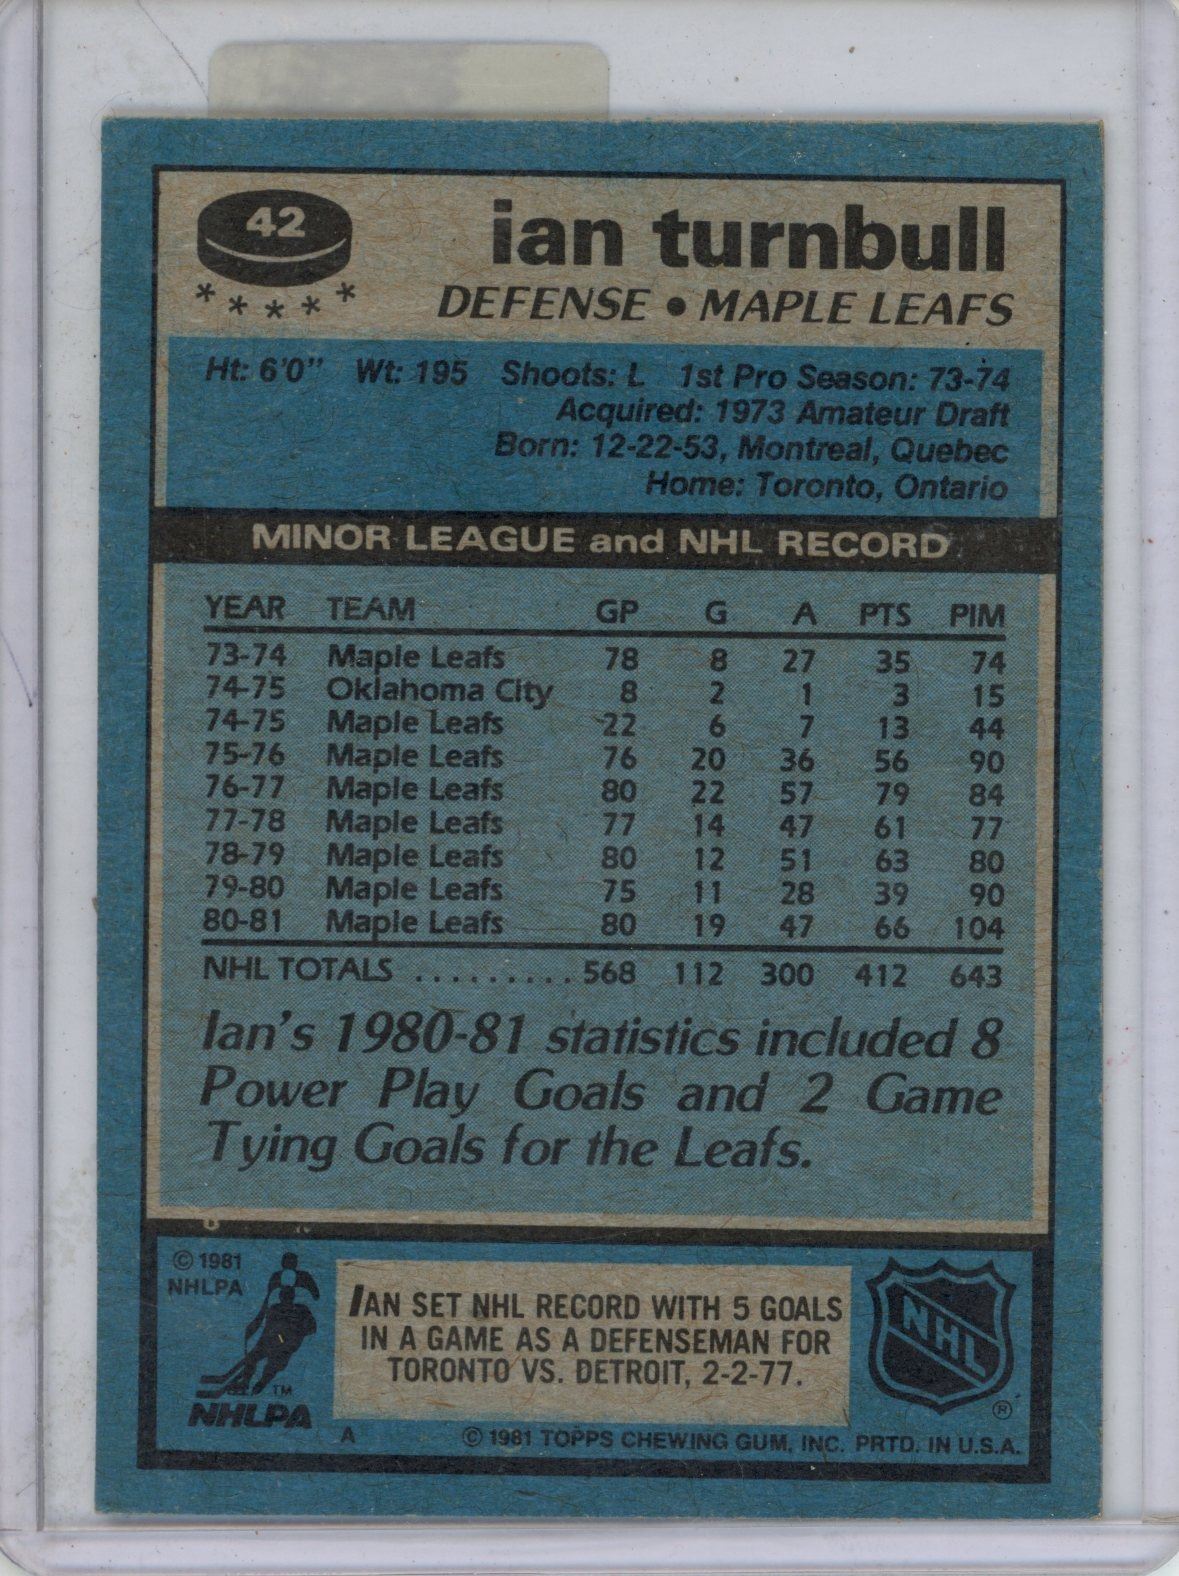 42
ian turnbull
* * * * *
DEFENSE • MAPLE LEAFS
Ht: 6'0" Wt: 195 Shoots: L 1st Pro Season: 73-74
Acquired: 1973 Amateur Draft
Born: 12-22-53, Montreal, Quebec
Home: Toronto, Ontario
MINOR LEAGUE and NHL RECORD
YEAR TEAM GP G A PTS PIM
73-74 Maple Leafs 78 8 27 35 74
74-75 Oklahoma City 8 2 1 3 15
74-75 Maple Leafs 22 6 7 13 44
75-76 Maple Leafs 76 20 36 56 90
76-77 Maple Leafs 80 22 57 79 84
77-78 Maple Leafs 77 14 47 61 77
78-79 Maple Leafs 80 12 51 63 80
79-80 Maple Leafs 75 11 28 39 90
80-81 Maple Leafs 80 19 47 66 104
NHL TOTALS .......... 568 112 300 412 643
Ian's 1980-81 statistics included 8
Power Play Goals and 2 Game
Tying Goals for the Leafs.
© 1981
NHLPA
IAN SET NHL RECORD WITH 5 GOALS
IN A GAME AS A DEFENSEMAN FOR
TORONTO VS. DETROIT, 2-2-77.
NHL
®
TM
NHLPA
A © 1981 TOPPS CHEWING GUM, INC. PRTD. IN U.S.A.